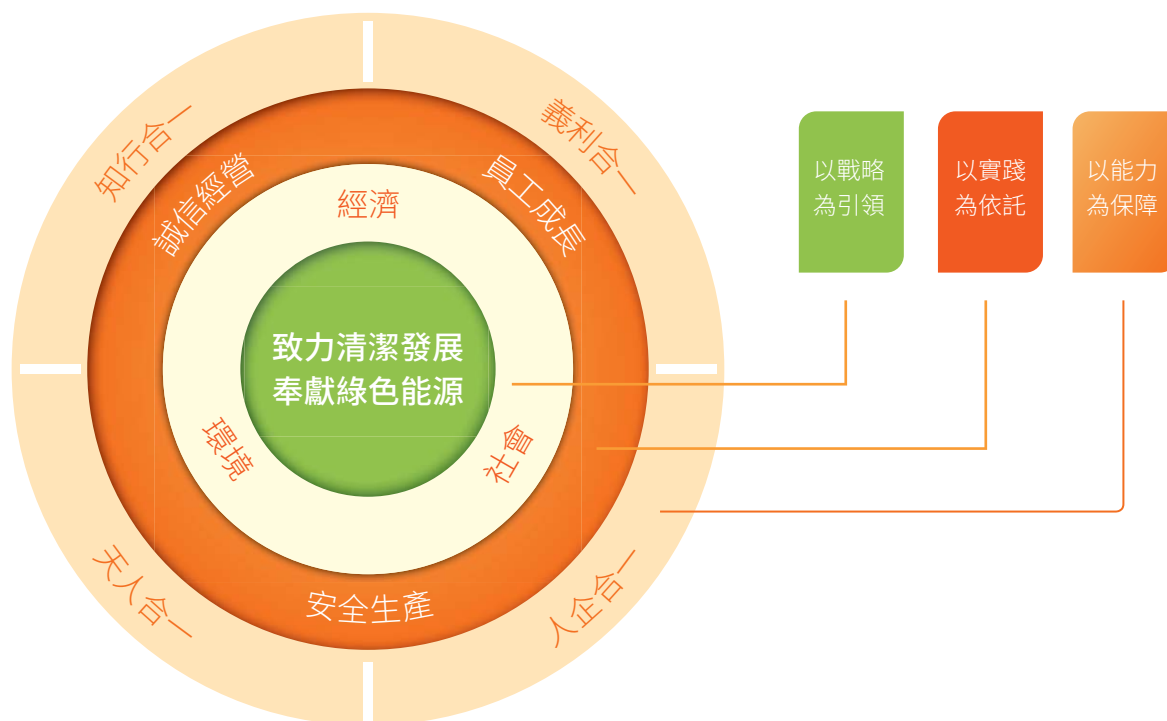 知行合一
義利合一
誠信經營
員工成長
經濟
致力清潔發展
奉獻綠色能源
環境
社會
安全生產
天人合一
人企合一
以戰略
為引領
以實踐
為依託
以能力
為保障